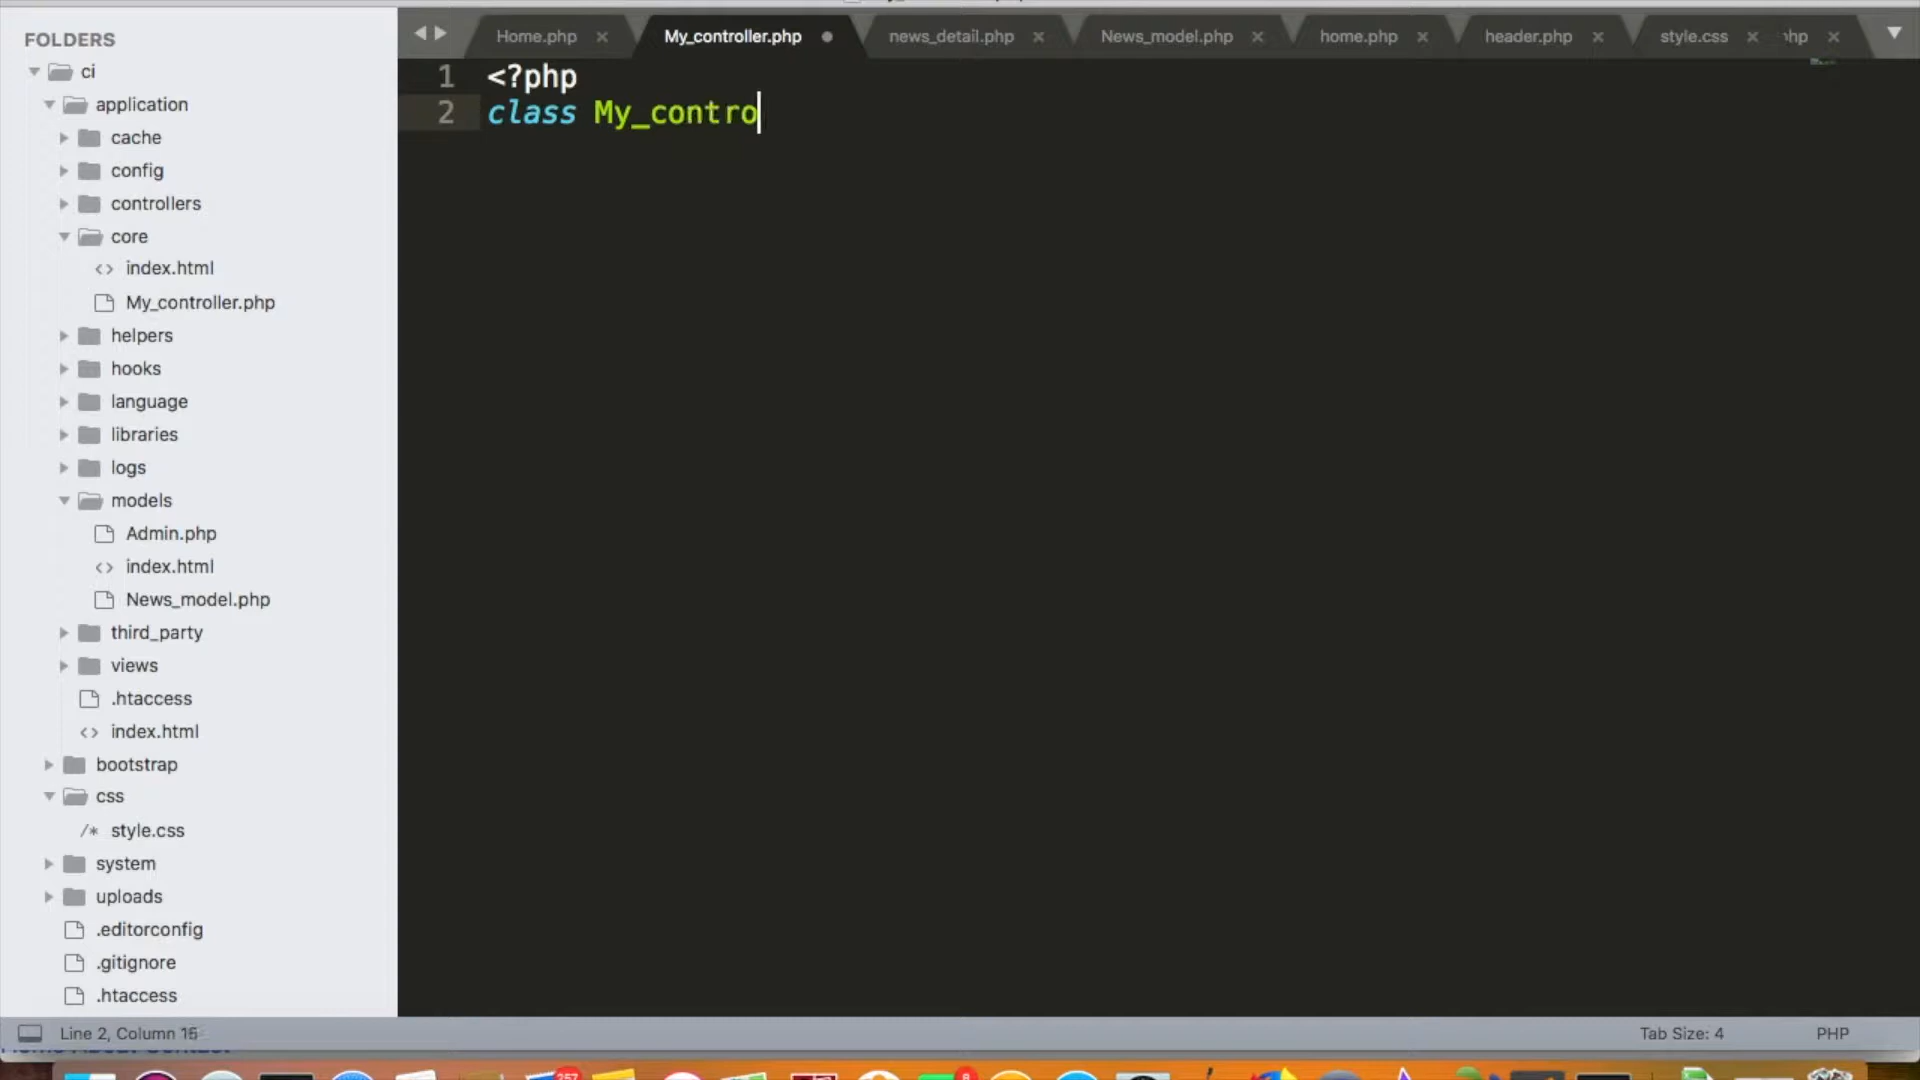 FOLDERS
ci
application
cache
config
controllers
core
<> index.html
My_controller.php
helpers
hooks
language
libraries
logs
models
Admin.php
<> index.html
News_model.php
third_party
views
.htaccess
<> index.html
bootstrap
css
/* style.css
system
uploads
.editorconfig
.gitignore
.htaccess
Home.php × My_controller.php news_detail.php × News_model.php × home.php × header.php × style.css × hp ×
1 <?php
2 class My_contro
Line 2, Column 16 Tab Size: 4 PHP
257 8